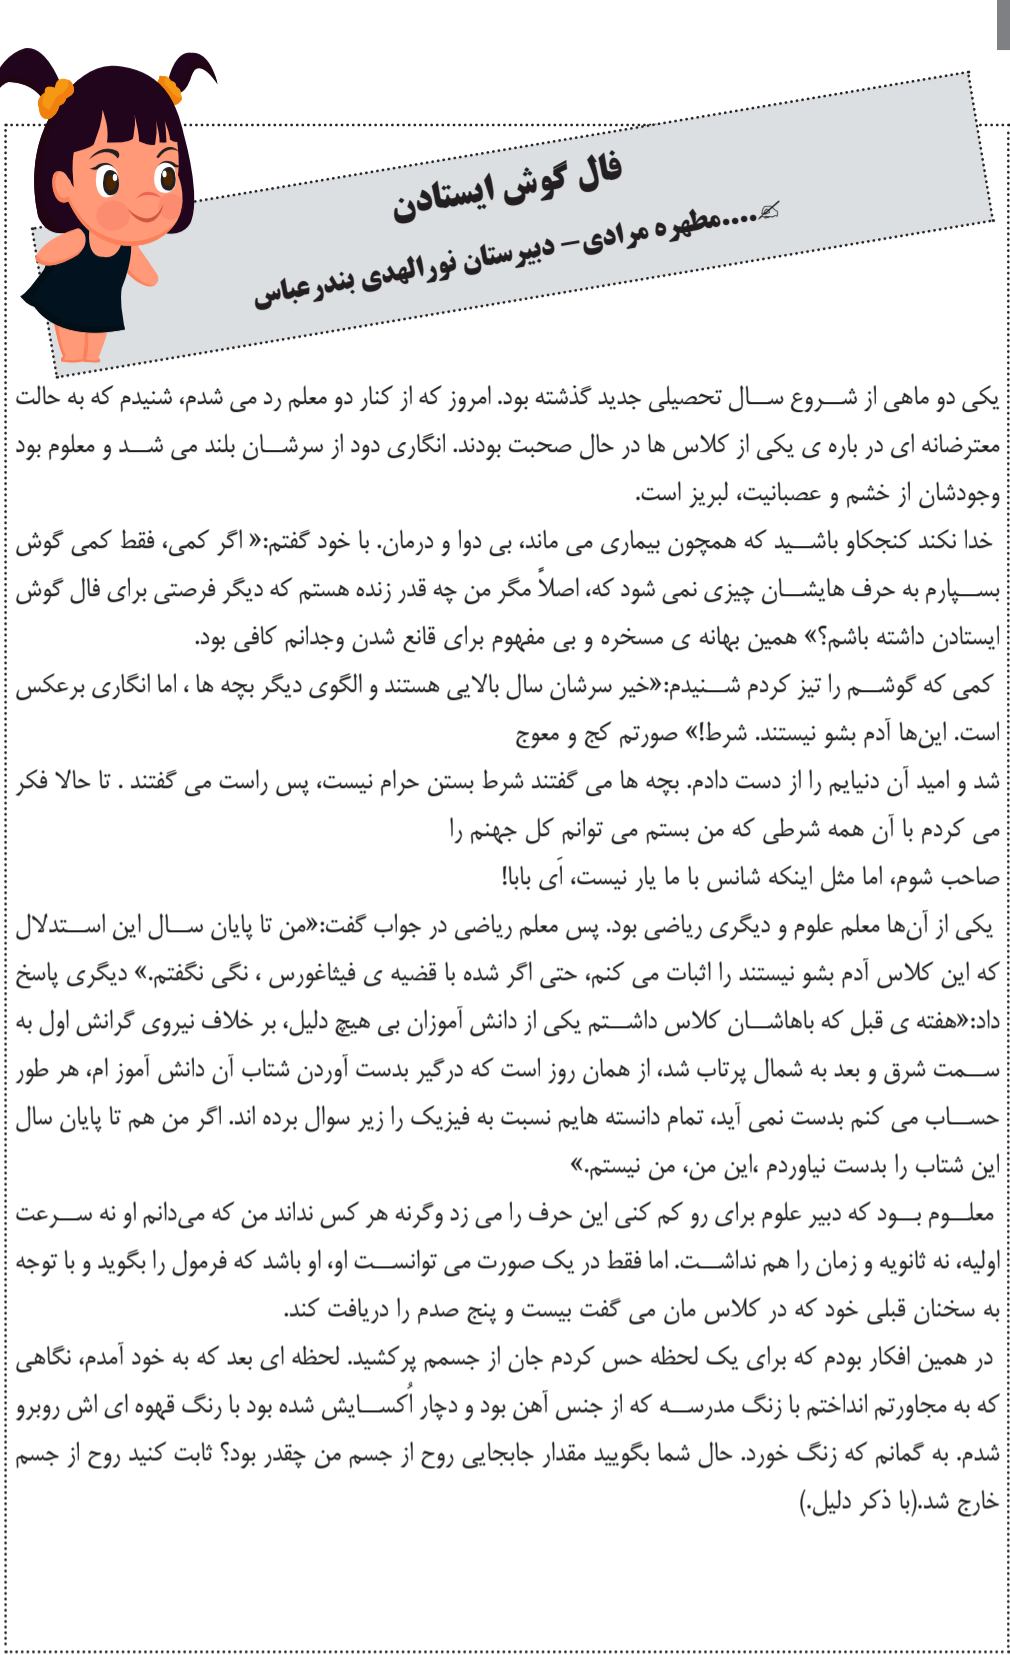 فال گوش ایستادن
✍....مطهره مرادی– دبیرستان نورالهدی بندرعباس
یکی دو ماهی از شــروع ســال تحصیلی جدید گذشته بود. امروز که از کنار دو معلم رد می شدم، شنیدم که به حالت
معترضانه ای در باره ی یکی از کلاس ها در حال صحبت بودند. انگاری دود از سرشــان بلند می شــد و معلوم بود
وجودشان از خشم و عصبانیت، لبریز است.
خدا نکند کنجکاو باشــید که همچون بیماری می ماند، بی دوا و درمان. با خود گفتم:« اگر کمی، فقط کمی گوش
بســپارم به حرف هایشــان چیزی نمی شود که، اصلاً مگر من چه قدر زنده هستم که دیگر فرصتی برای فال گوش
ایستادن داشته باشم؟» همین بهانه ی مسخره و بی مفهوم برای قانع شدن وجدانم کافی بود.
کمی که گوشــم را تیز کردم شــنیدم:«خیر سرشان سال بالایی هستند و الگوی دیگر بچه ها ، اما انگاری برعکس
است. این‌ها آدم بشو نیستند. شرط!» صورتم کج و معوج
شد و امید آن دنیایم را از دست دادم. بچه ها می گفتند شرط بستن حرام نیست، پس راست می گفتند . تا حالا فکر
می کردم با آن همه شرطی که من بستم می توانم کل جهنم را
صاحب شوم، اما مثل اینکه شانس با ما یار نیست، اَی بابا!
یکی از آن‌ها معلم علوم و دیگری ریاضی بود. پس معلم ریاضی در جواب گفت:«من تا پایان ســال این اســتدلال
که این کلاس آدم بشو نیستند را اثبات می کنم، حتی اگر شده با قضیه ی فیثاغورس ، نگی نگفتم.» دیگری پاسخ
داد:«هفته ی قبل که باهاشــان کلاس داشــتم یکی از دانش آموزان بی هیچ دلیل، بر خلاف نیروی گرانش اول به
ســمت شرق و بعد به شمال پرتاب شد، از همان روز است که درگیر بدست آوردن شتاب آن دانش آموز ام، هر طور
حســاب می کنم بدست نمی آید، تمام دانسته هایم نسبت به فیزیک را زیر سوال برده اند. اگر من هم تا پایان سال
این شتاب را بدست نیاوردم ،این من، من نیستم.»
معلــوم بــود که دبیر علوم برای رو کم کنی این حرف را می زد وگرنه هر کس نداند من که می‌دانم او نه ســرعت
اولیه، نه ثانویه و زمان را هم نداشــت. اما فقط در یک صورت می توانســت او، او باشد که فرمول را بگوید و با توجه
به سخنان قبلی خود که در کلاس مان می گفت بیست و پنج صدم را دریافت کند.
در همین افکار بودم که برای یک لحظه حس کردم جان از جسمم پرکشید. لحظه ای بعد که به خود آمدم، نگاهی
که به مجاورتم انداختم با زنگ مدرســه که از جنس آهن بود و دچار اُکســایش شده بود با رنگ قهوه ای اش روبرو
شدم. به گمانم که زنگ خورد. حال شما بگویید مقدار جابجایی روح از جسم من چقدر بود؟ ثابت کنید روح از جسم
خارج شد.(با ذکر دلیل.)